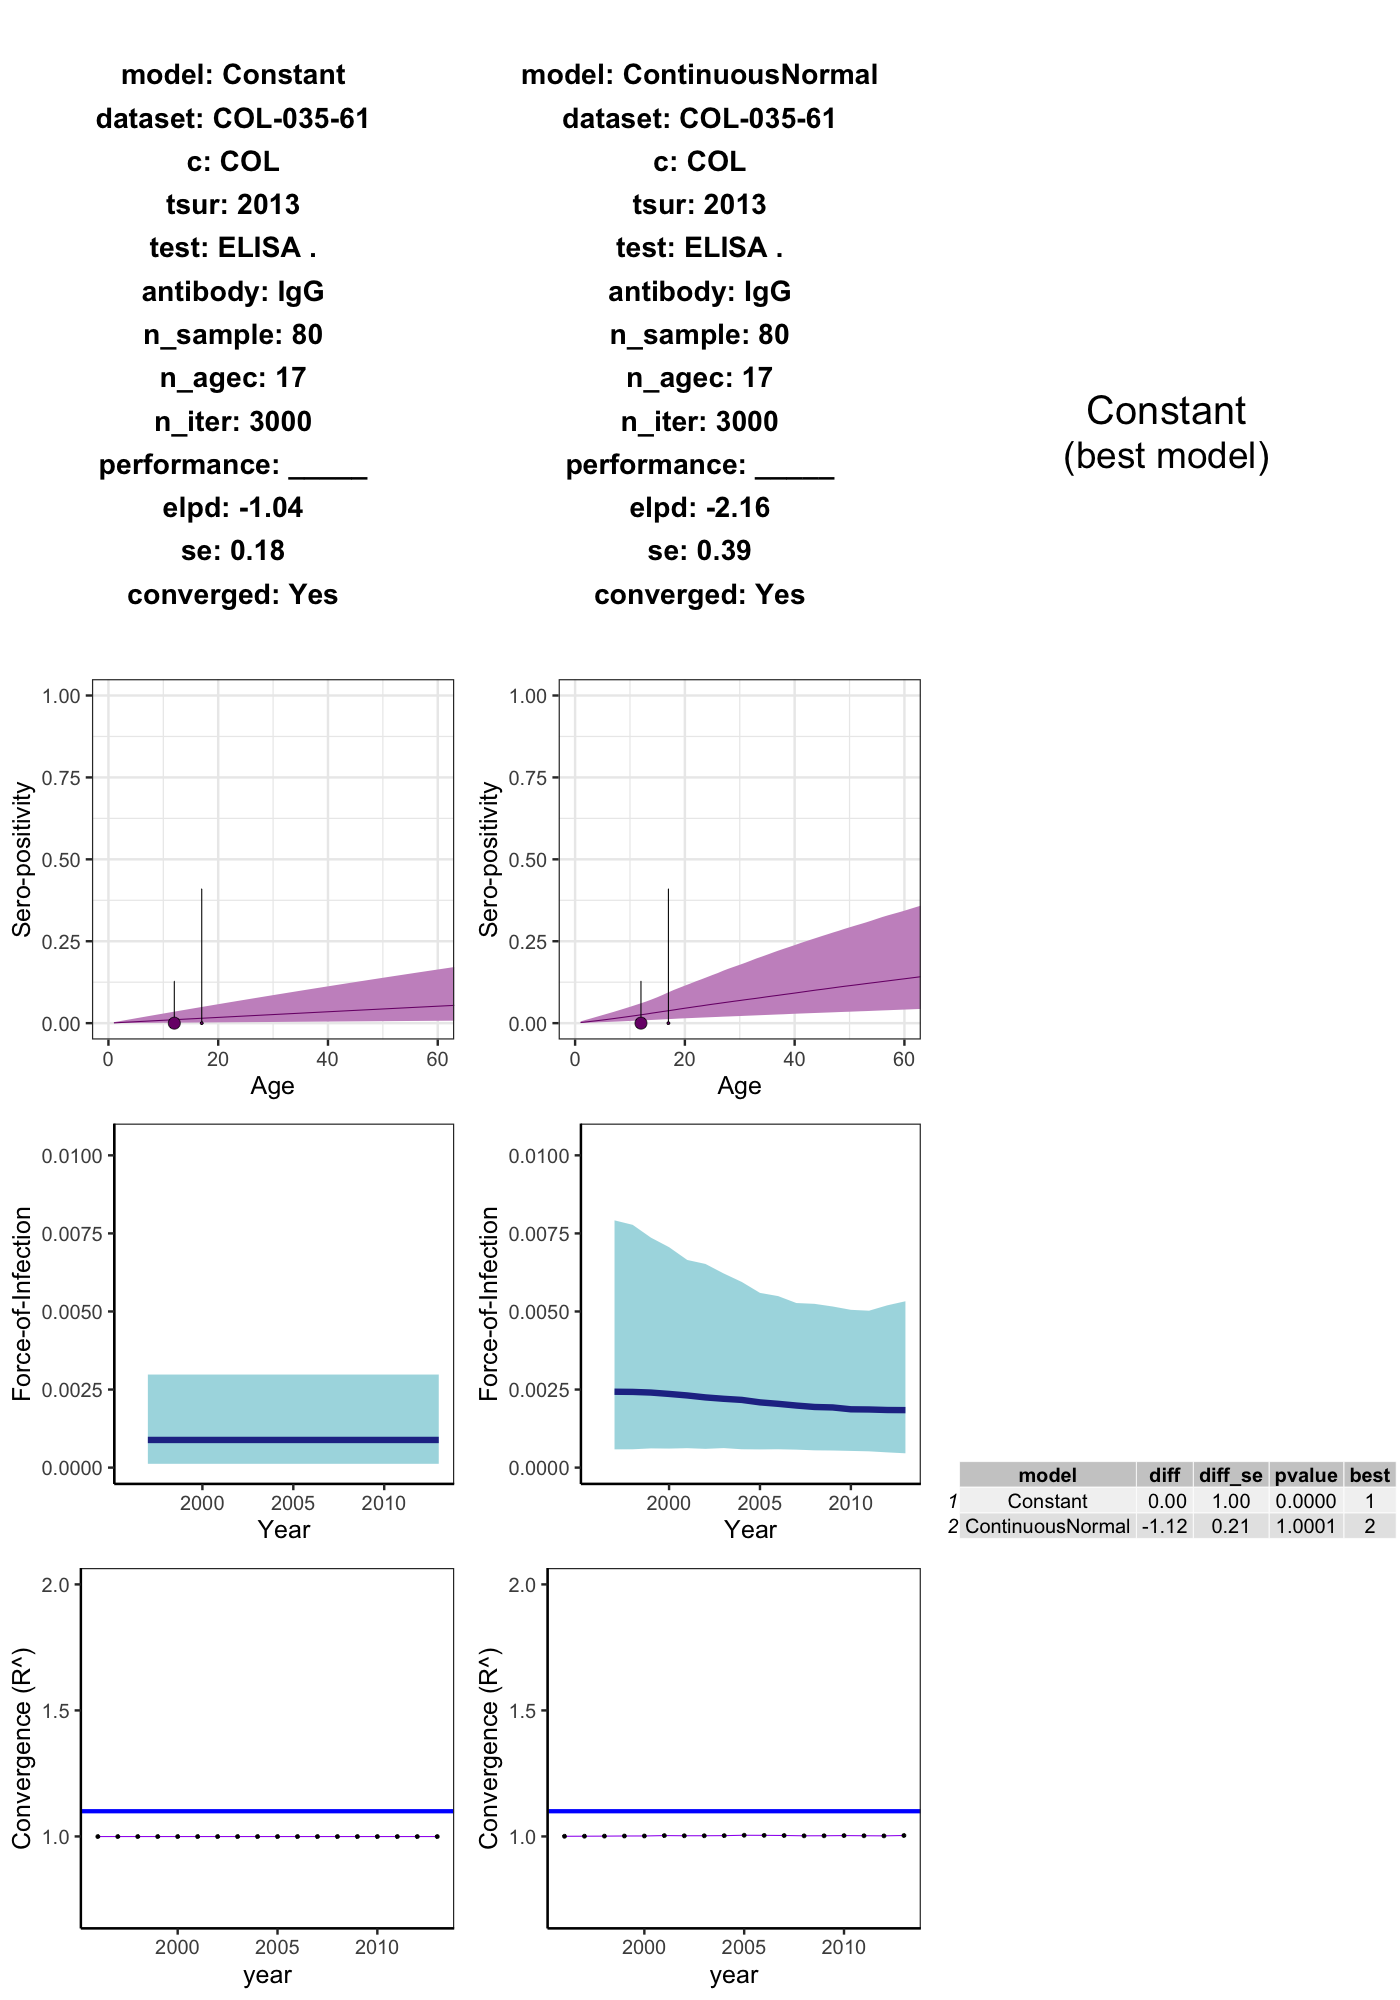 model: Constant
dataset: COL-035-61
c: COL
tsur: 2013
test: ELISA .
antibody: IgG
n_sample: 80
n_agec: 17
n_iter: 3000
performance: _____
elpd: -1.04
se: 0.18
converged: Yes
model: ContinuousNormal
dataset: COL-035-61
c: COL
tsur: 2013
test: ELISA .
antibody: IgG
n_sample: 80
n_agec: 17
n_iter: 3000
performance: _____
elpd: -2.16
se: 0.39
converged: Yes
Constant
(best model)
Sero-positivity
1.00
0.75
0.50
0.25
0.00
0 20 40 60
Age
Sero-positivity
1.00
0.75
0.50
0.25
0.00
0 20 40 60
Age
Force-of-Infection
0.0100
0.0075
0.0050
0.0025
0.0000
2000 2005 2010
Year
Force-of-Infection
0.0100
0.0075
0.0050
0.0025
0.0000
2000 2005 2010
Year
model diff diff_se pvalue best
1 Constant 0.00 1.00 0.0000 1
2 ContinuousNormal -1.12 0.21 1.0001 2
Convergence (R^)
2.0
1.5
1.0
2000 2005 2010
year
Convergence (R^)
2.0
1.5
1.0
2000 2005 2010
year